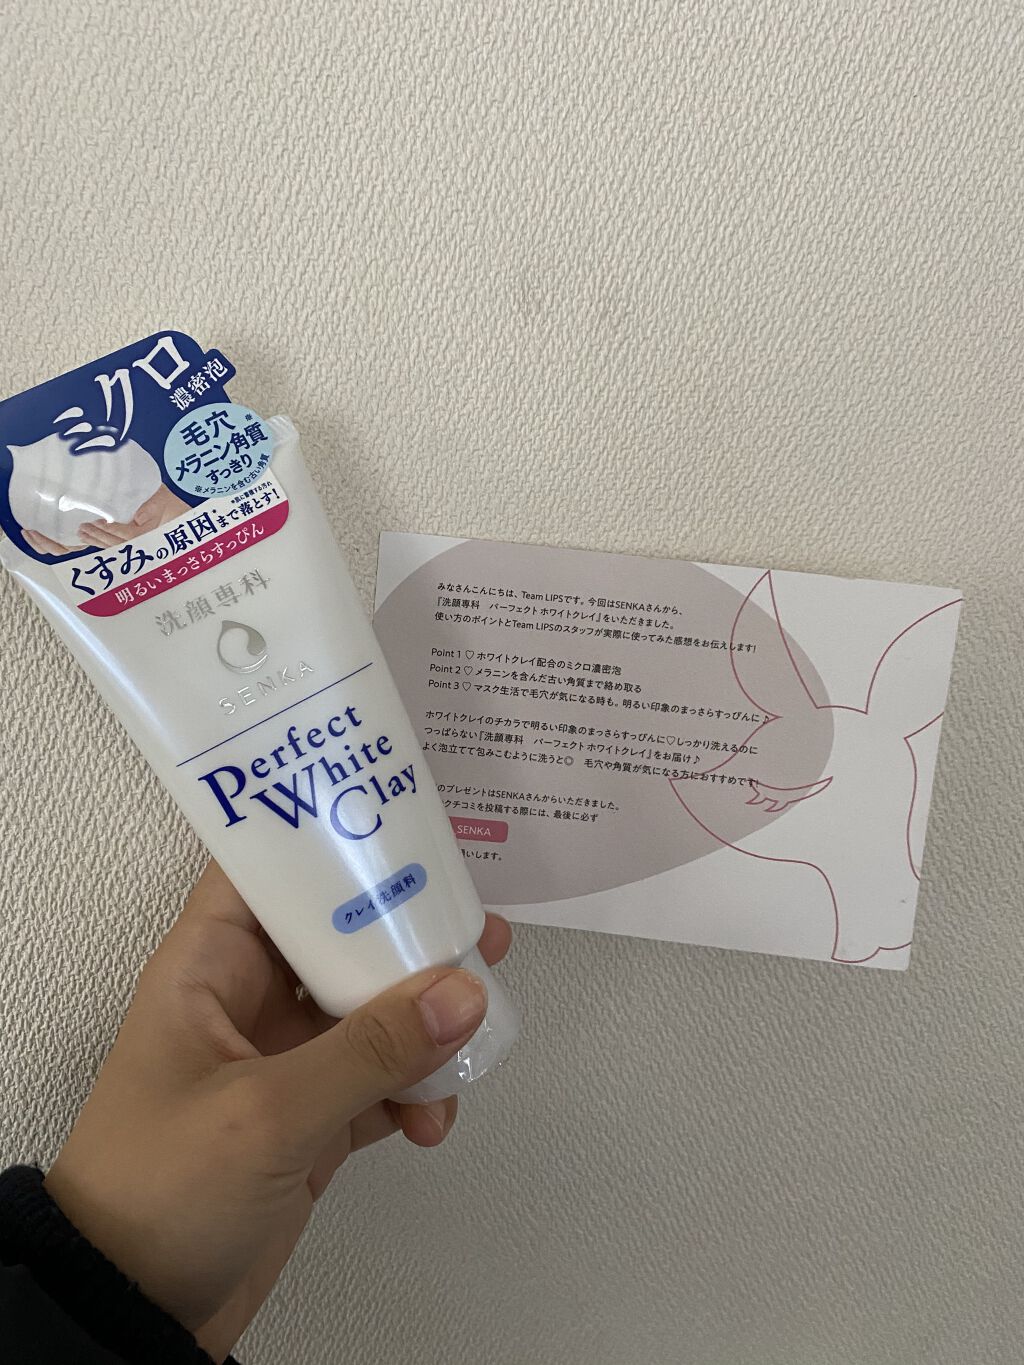 ミクロ
濃密泡
毛穴
メラニン角質※
すっきり
※メラニンを含む古い角質
くすみの原因*まで落とす!
明るいまっさらすっぴん
洗顔専科
SENKA
Perfect
White
Clay
クレイ洗顔料
みなさんこんにちは、Team LIPSです。今回はSENKAさんから、
『洗顔専科 パーフェクト ホワイトクレイ』をいただきました。
使い方のポイントとTeam LIPSのスタッフが実際に使ってみた感想をお伝えします!
Point 1 ♡ ホワイトクレイ配合のミクロ濃密泡
Point 2 ♡ メラニンを含んだ古い角質まで絡め取る
Point 3 ♡ マスク生活で毛穴が気になる時も。明るい印象のまっさらすっぴんに♪
ホワイトクレイのチカラで明るい印象のまっさらすっぴんに♡しっかり洗えるのに
つっぱらない『洗顔専科 パーフェクト ホワイトクレイ』をお届け♪
よく泡立てて包みこむように洗うと◎ 毛穴や角質が気になる方におすすめです!
のプレゼントはSENKAさんからいただきました。
クチコミを投稿する際には、最後に必ず
SENKA
願いします。